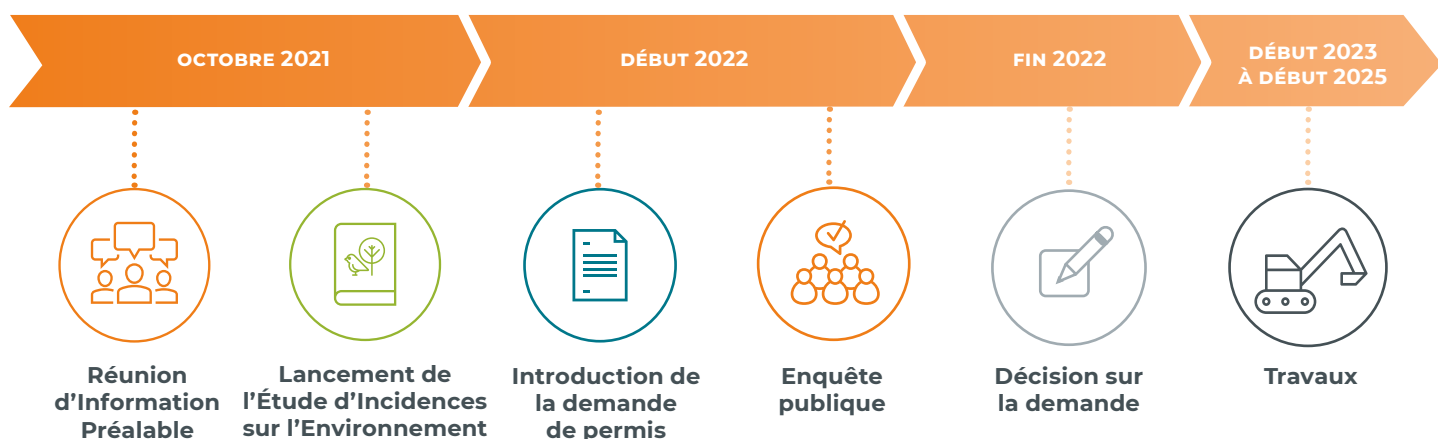 OCTOBRE 2021
DÉBUT 2022
FIN 2022
DÉBUT 2023
À DÉBUT 2025
Réunion
d’Information
Préalable
Lancement de
l’Étude d’Incidences
sur l’Environnement
Introduction de
la demande
de permis
Enquête
publique
Décision sur
la demande
Travaux